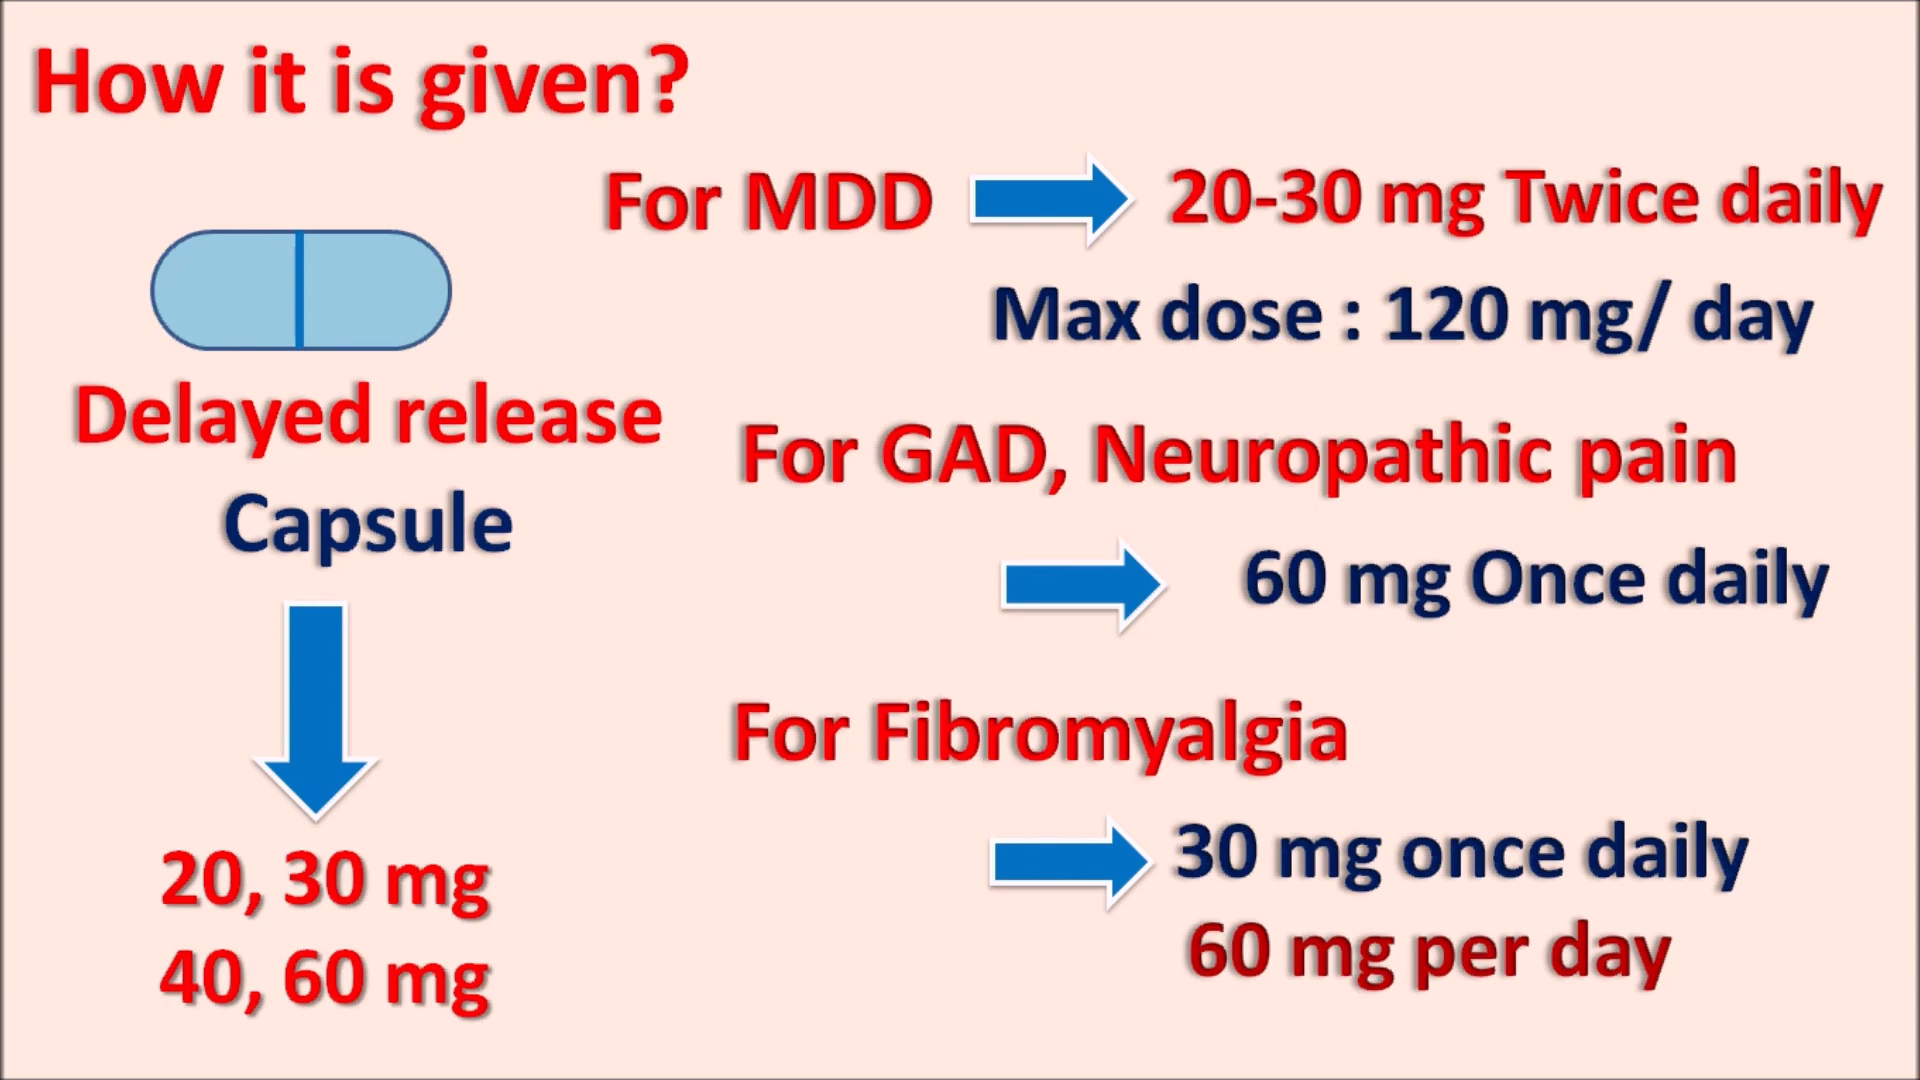 How it is given?
For MDD
20-30 mg Twice daily
Max dose : 120 mg/ day
Delayed release
Capsule
20, 30 mg
40, 60 mg
For GAD, Neuropathic pain
60 mg Once daily
For Fibromyalgia
30 mg once daily
60 mg per day